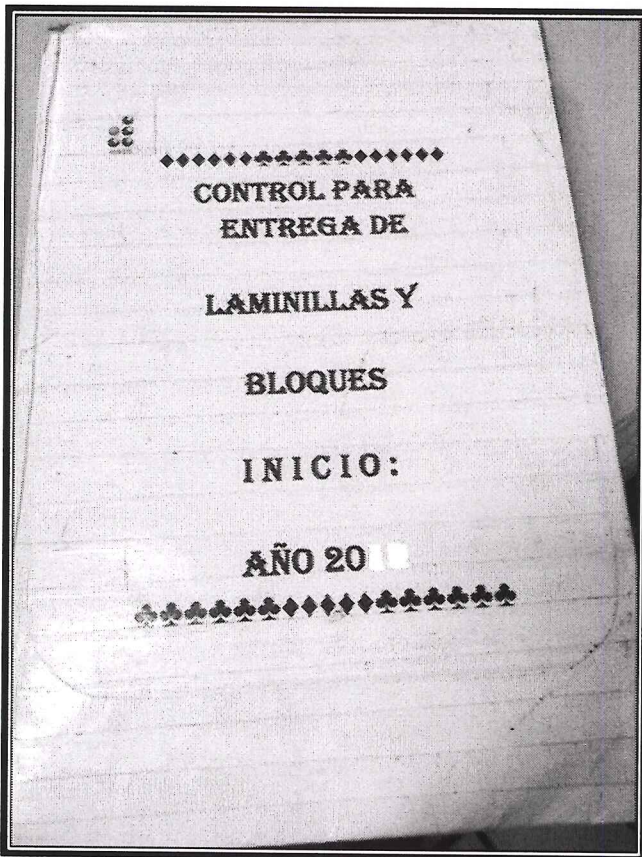 ♦♦♦♦♦♦♣♣♣♣♣♣♦♦♦♦♦♦
CONTROL PARA
ENTREGA DE
LAMINILLAS Y
BLOQUES
INICIO:
AÑO 20
♣♣♣♣♣♣♦♦♦♦♦♣♣♣♣♣♣